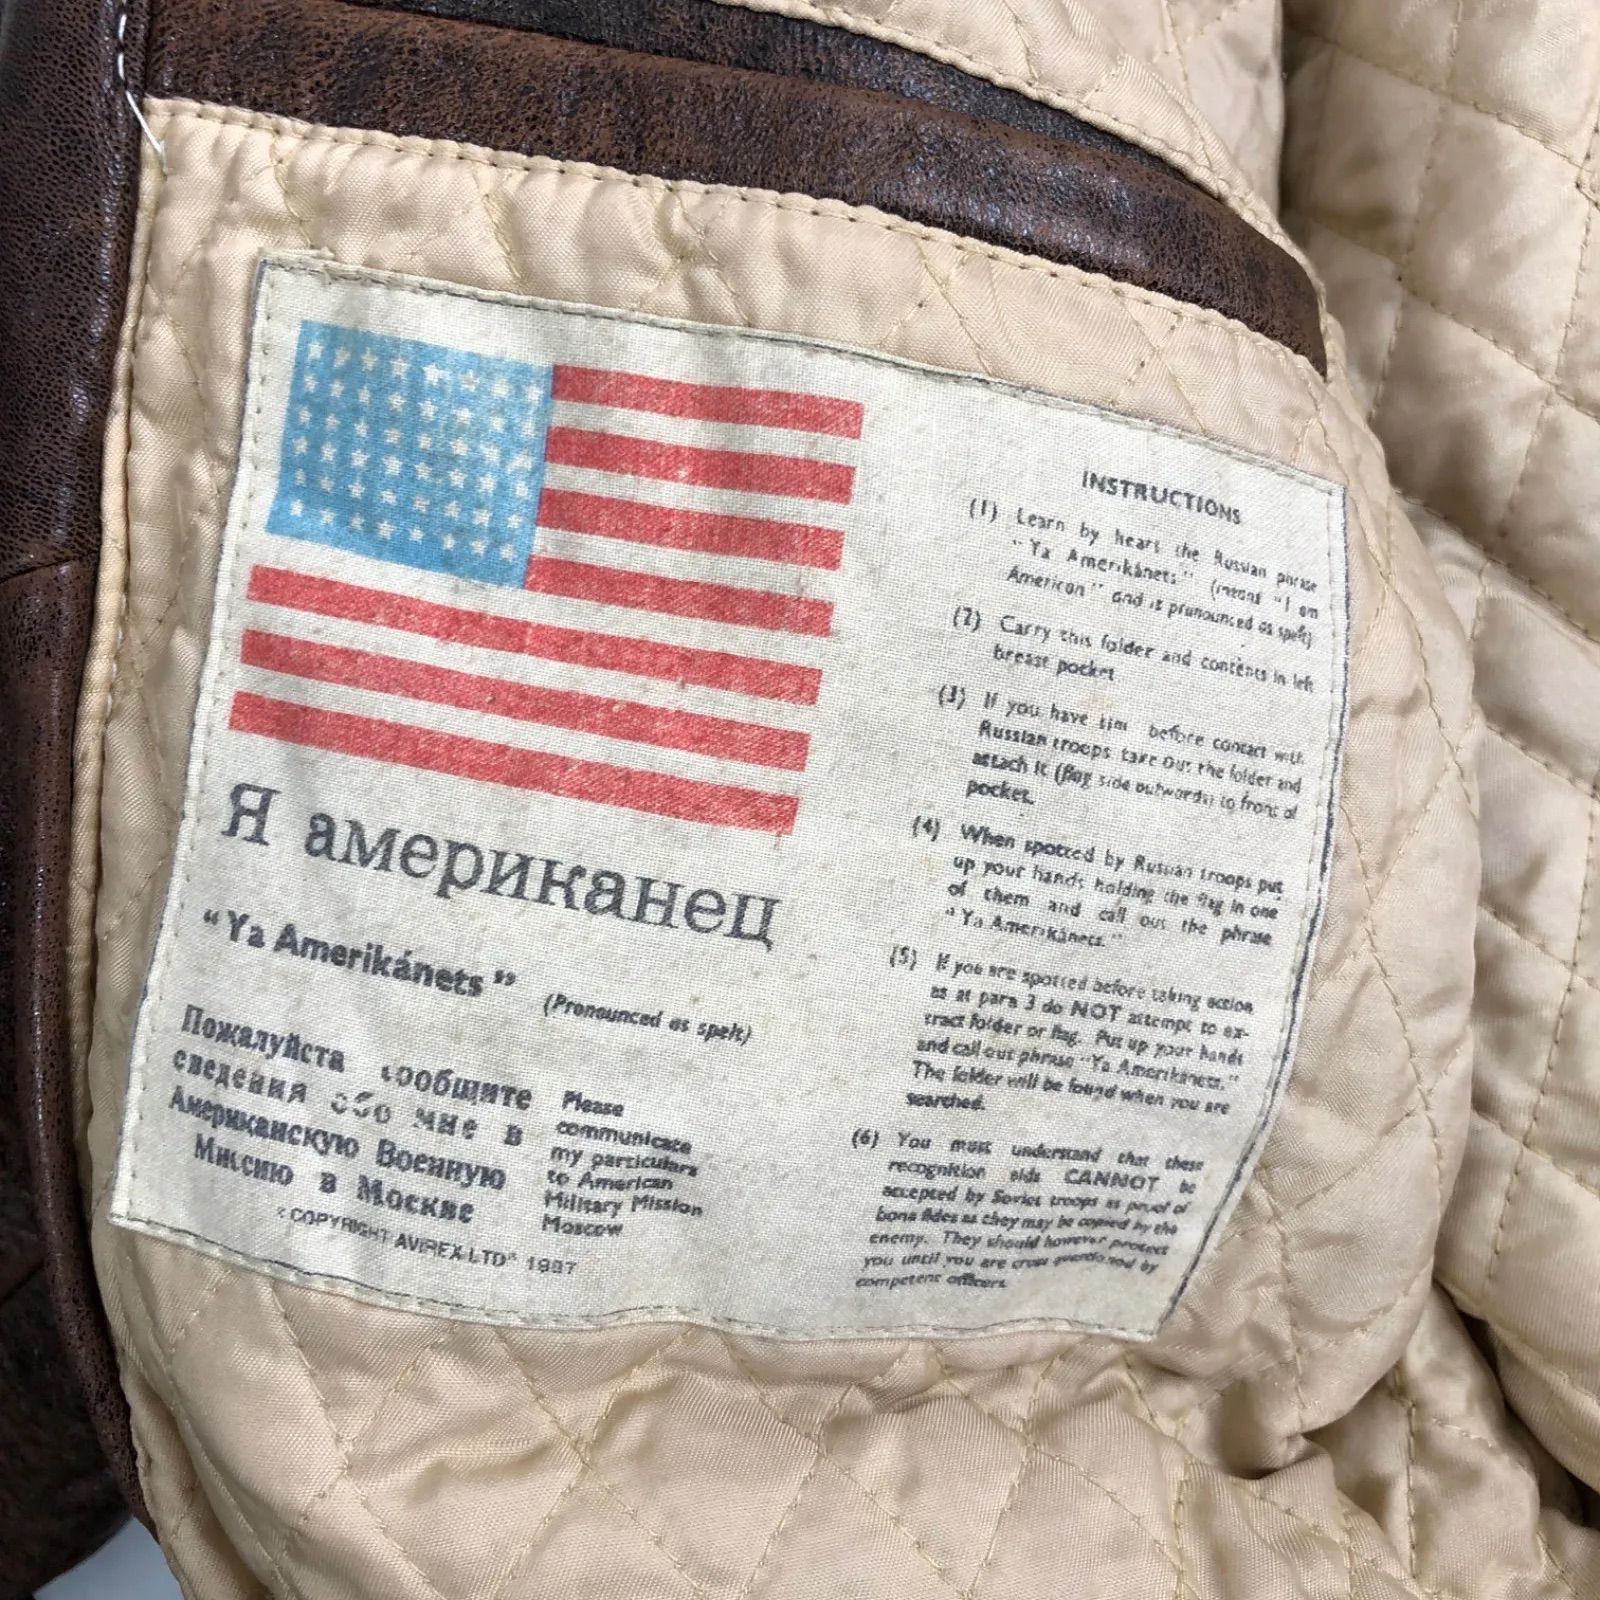 Я американец
“Ya Amerikánets”
(Pronounced as spelt)
Пожалуйста сообщите
сведения обо мне в
Американскую Военную
Миссию в Москве
Please
communicate
my particulars
to American
Military Mission
Moscow
© COPYRIGHT AVIREX LTD® 1987
INSTRUCTIONS
(1) Learn by heart the Russian phrase
“Ya Amerikánets” (means “I am
American” and is pronounced as spelt)
(2) Carry this folder and contents in left
breast pocket
(3) If you have time before contact with
Russian troops take out the folder and
attach it (flag side outwards) to front of
pocket.
(4) When spotted by Russian troops put
up your hands holding the flag in one
of them and call out the phrase
“Ya Amerikánets.”
(5) If you are spotted before taking action
as at para 3 do NOT attempt to ex-
tract folder or flag. Put up your hands
and call out phrase “Ya Amerikánets.”
The folder will be found when you are
searched.
(6) You must understand that these
recognition aids CANNOT be
accepted by Soviet troops as proof of
bona fides as they may be copied by the
enemy. They should however protect
you until you are cross questioned by
competent officers